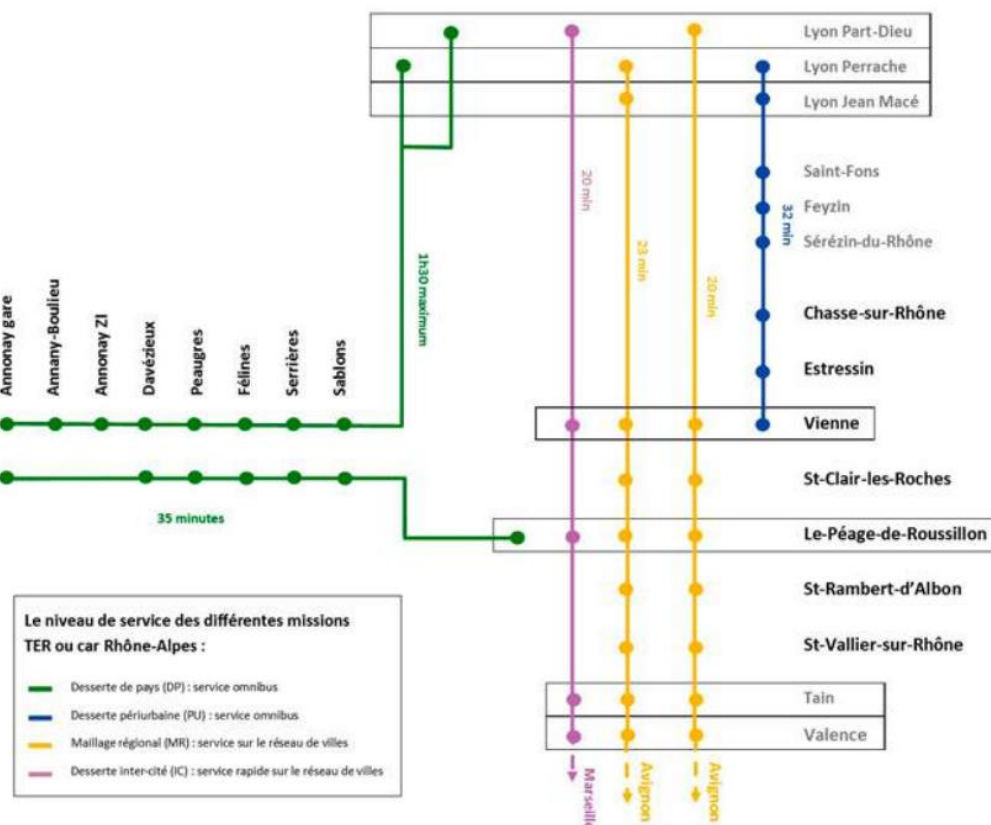 Lyon Part-Dieu
Lyon Perrache
Lyon Jean Macé
Saint-Fons
Feyzin
Sérézin-du-Rhône
Chasse-sur-Rhône
Estressin
Vienne
St-Clair-les-Roches
Le-Péage-de-Roussillon
St-Rambert-d'Albon
St-Vallier-sur-Rhône
Tain
Valence
20 min
23 min
20 min
32 min
1h30 maximum
Annonay gare
Annany-Boulieu
Annonay ZI
Davézieux
Peaugres
Félines
Serrières
Sablons
35 minutes
Marseille
Avignon
Avignon
Le niveau de service des différentes missions
TER ou car Rhône-Alpes :
Desserte de pays (DP) : service omnibus
Desserte périurbaine (PU) : service omnibus
Maillage régional (MR) : service sur le réseau de villes
Desserte inter-cité (IC) : service rapide sur le réseau de villes